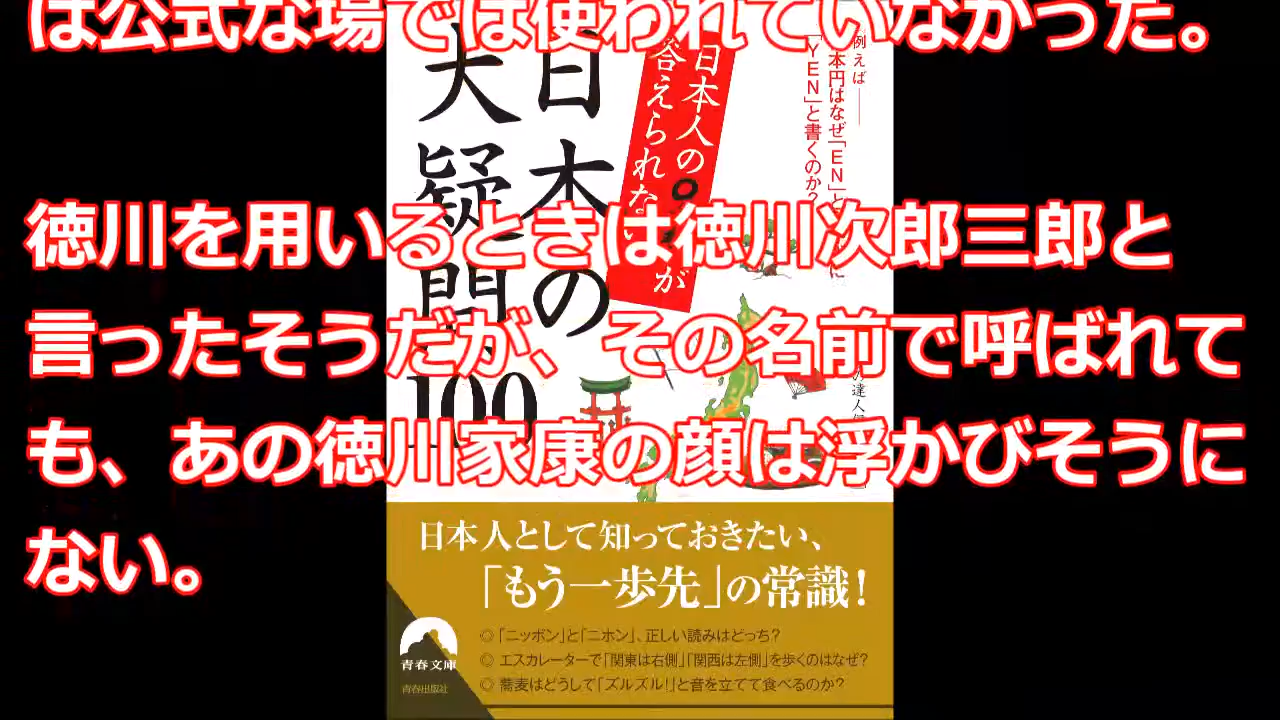 は公式な場では使われていなかった。
徳川を用いるときは徳川次郎三郎と
言ったそうだが、その名前で呼ばれて
も、あの徳川家康の顔は浮かびそうに
ない。
例えば
本円はなぜ「EN」と
「YEN」と書くのか?
日本人の
答えられない
が
日本の
大疑問
100
の達人
日本人として知っておきたい、
「もう一歩先」の常識!
◎「ニッポン」と「ニホン」、正しい読みはどっち?
◎ エスカレーターで「関東は右側」「関西は左側」を歩くのはなぜ?
◎ 蕎麦はどうして「ズルズル!」と音を立てて食べるのか?
青春文庫
青春出版社